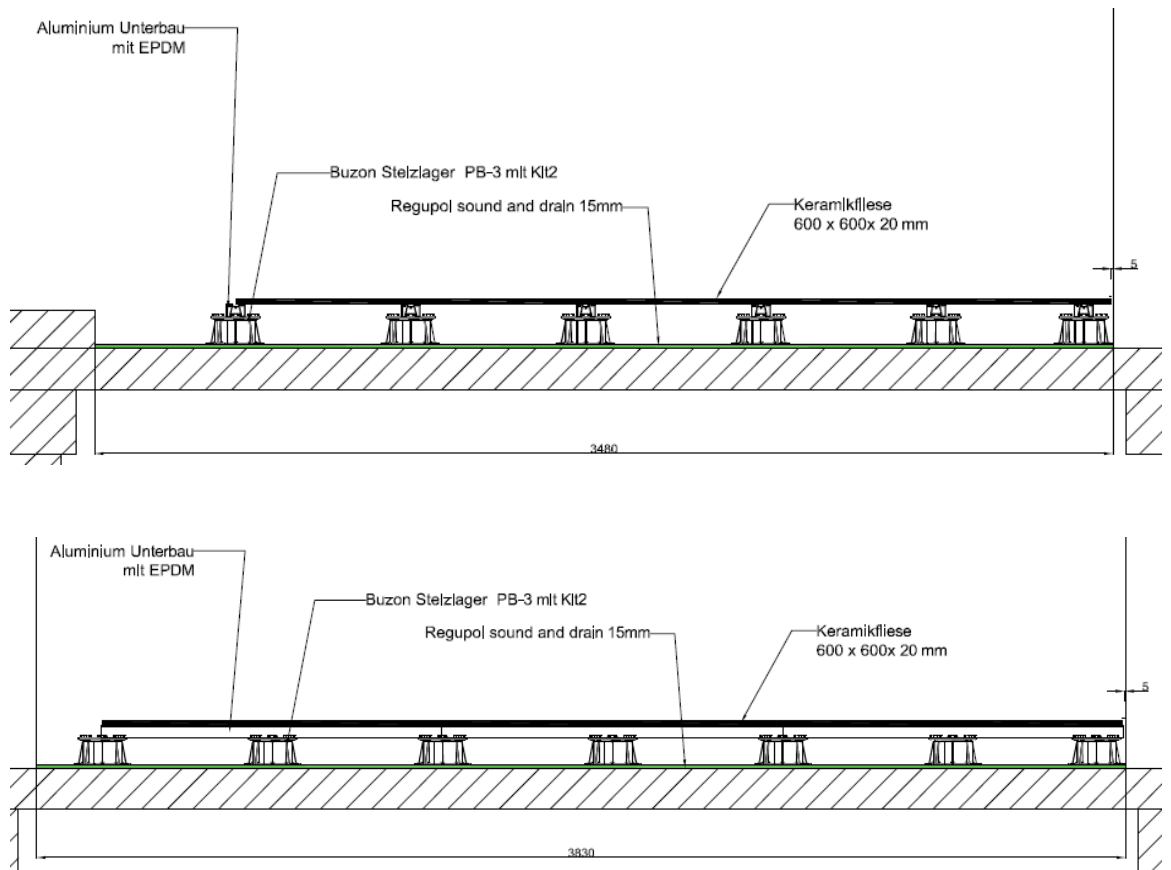 Aluminium Unterbau
mit EPDM
Buzon Stelzlager PB-3 mit Kit2
Regupol sound and drain 15mm
Keramikfliese
600 x 600x 20 mm
5
3480
Aluminium Unterbau
mit EPDM
Buzon Stelzlager PB-3 mit Kit2
Regupol sound and drain 15mm
Keramikfliese
600 x 600x 20 mm
5
3830